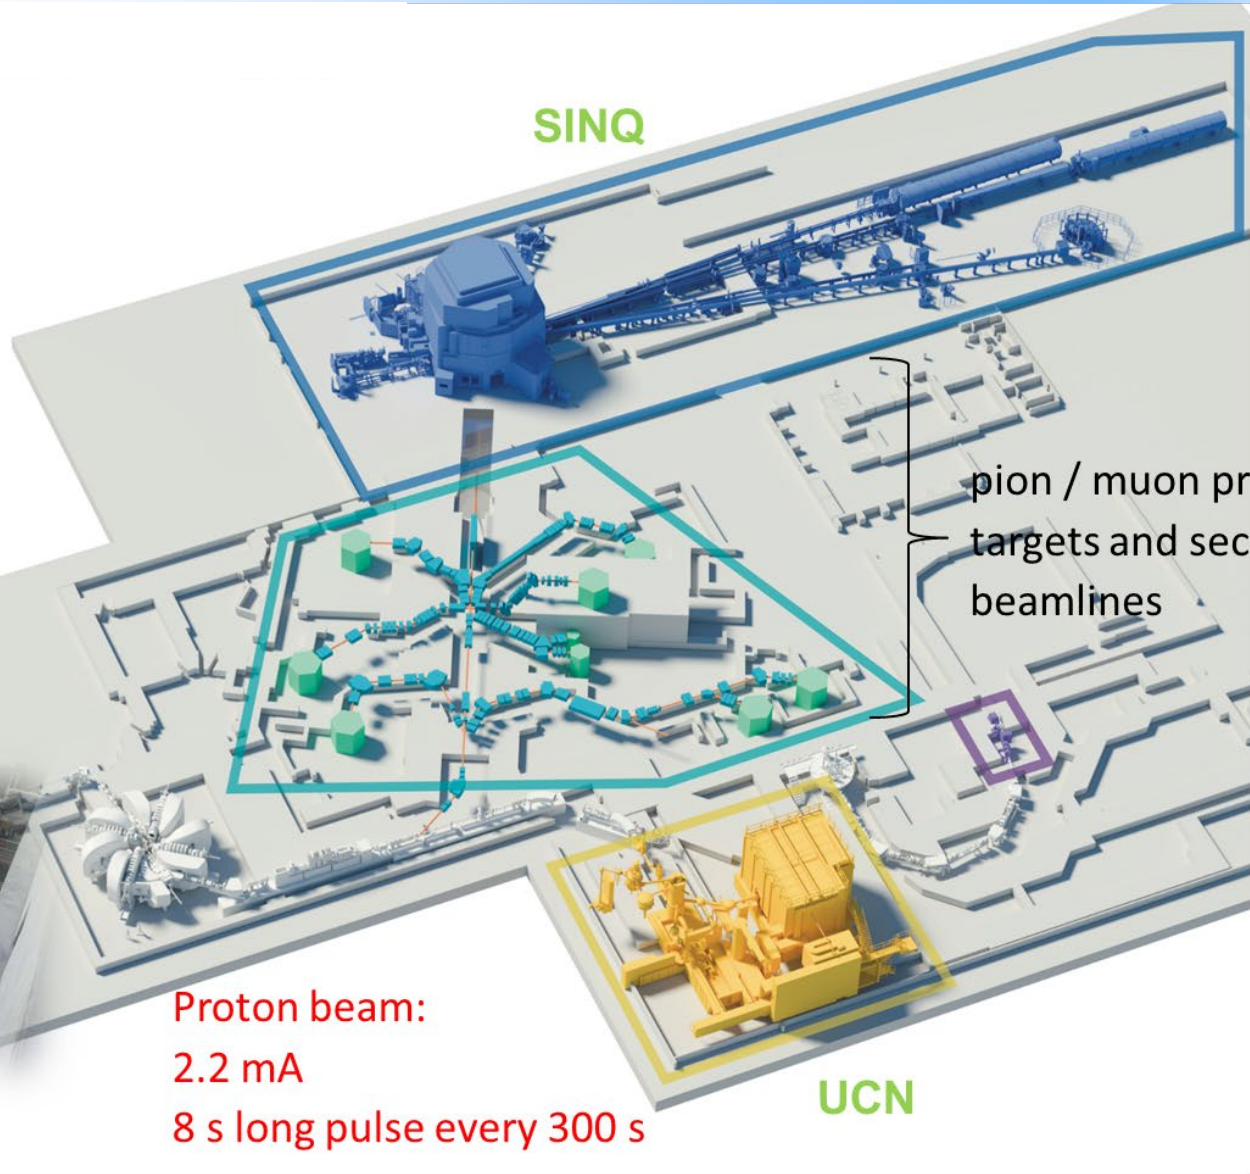 SINQ
pion / muon pr
targets and sec
beamlines
Proton beam:
2.2 mA
8 s long pulse every 300 s
UCN